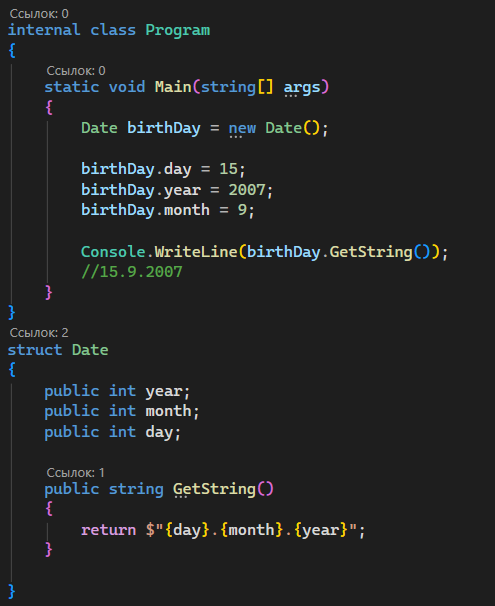 Ссылок: 0
internal class Program
{
Ссылок: 0
static void Main(string[] args)
{
Date birthDay = new Date();
birthDay.day = 15;
birthDay.year = 2007;
birthDay.month = 9;
Console.WriteLine(birthDay.GetString());
//15.9.2007
}
}
Ссылок: 2
struct Date
{
public int year;
public int month;
public int day;
Ссылок: 1
public string GetString()
{
return $"{day}.{month}.{year}";
}
}